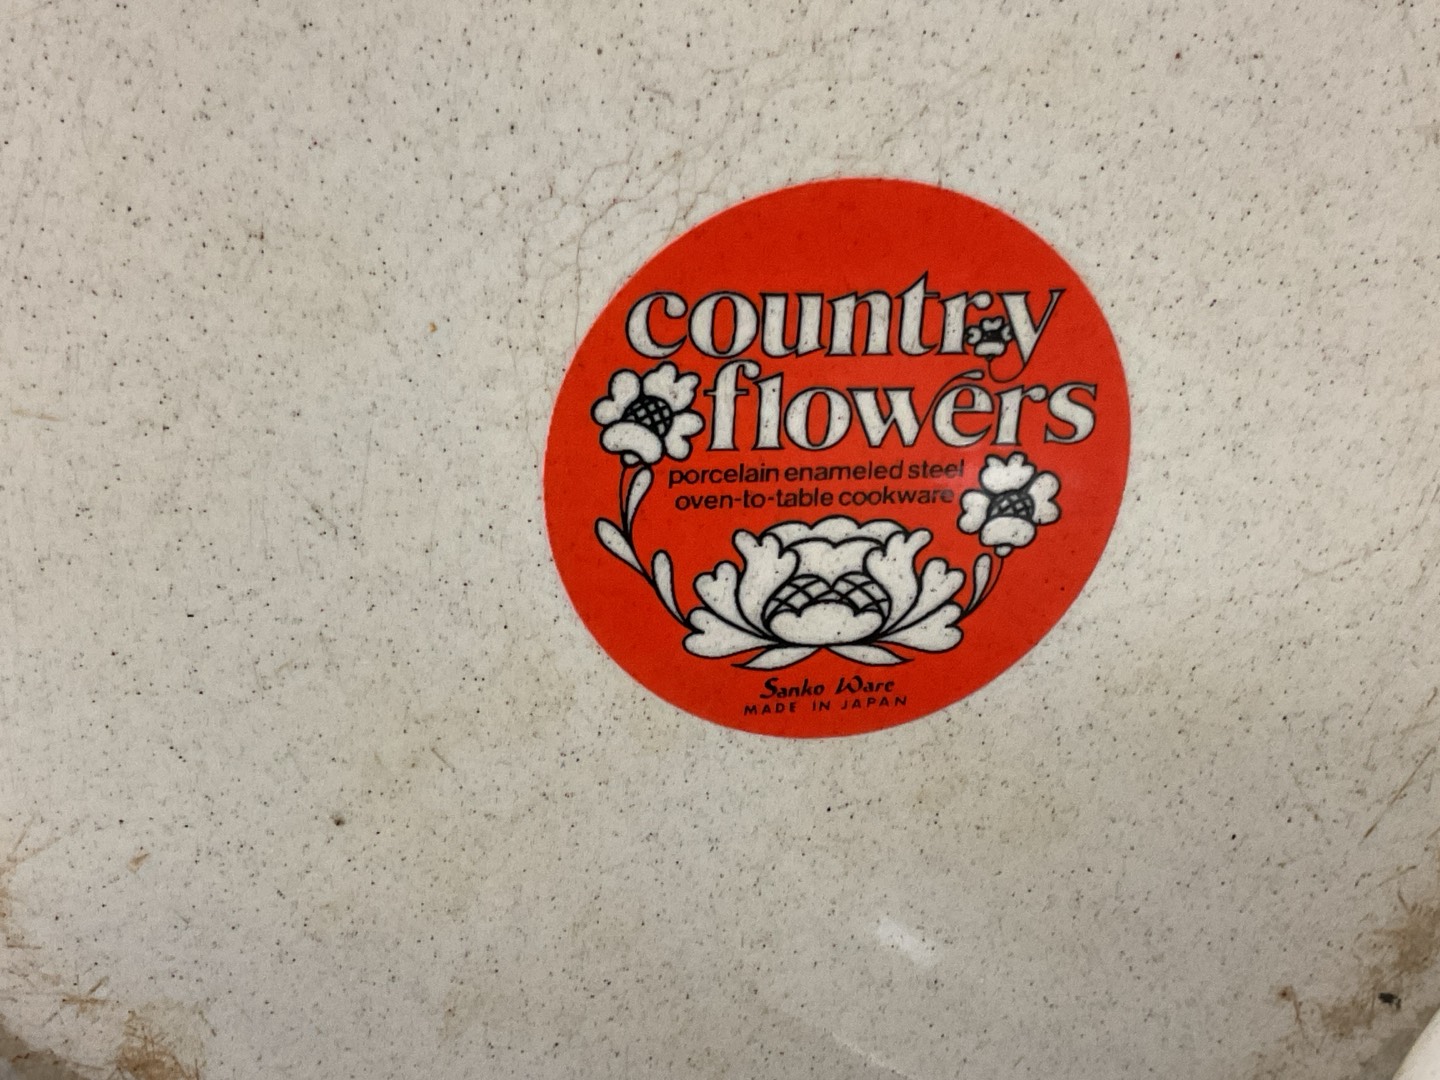 country
flowers
porcelain enameled steel
oven-to-table cookware
Sanko Ware
MADE IN JAPAN